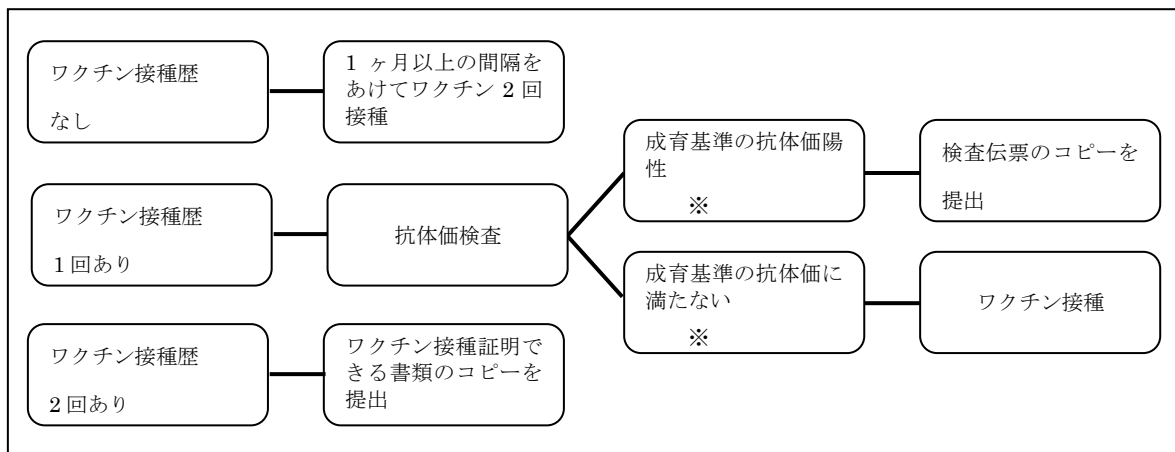 ワクチン接種歴
なし
1 ヶ月以上の間隔を
あけてワクチン 2 回
接種
ワクチン接種歴
1 回あり
抗体価検査
成育基準の抗体価陽
性
※
検査伝票のコピーを
提出
成育基準の抗体価に
満たない
※
ワクチン接種
ワクチン接種歴
2 回あり
ワクチン接種証明で
きる書類のコピーを
提出